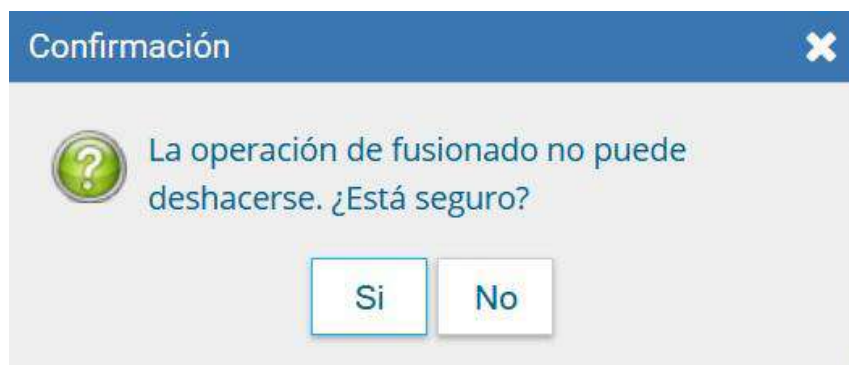 Confirmación
La operación de fusionado no puede
deshacerse. ¿Está seguro?
Si
No